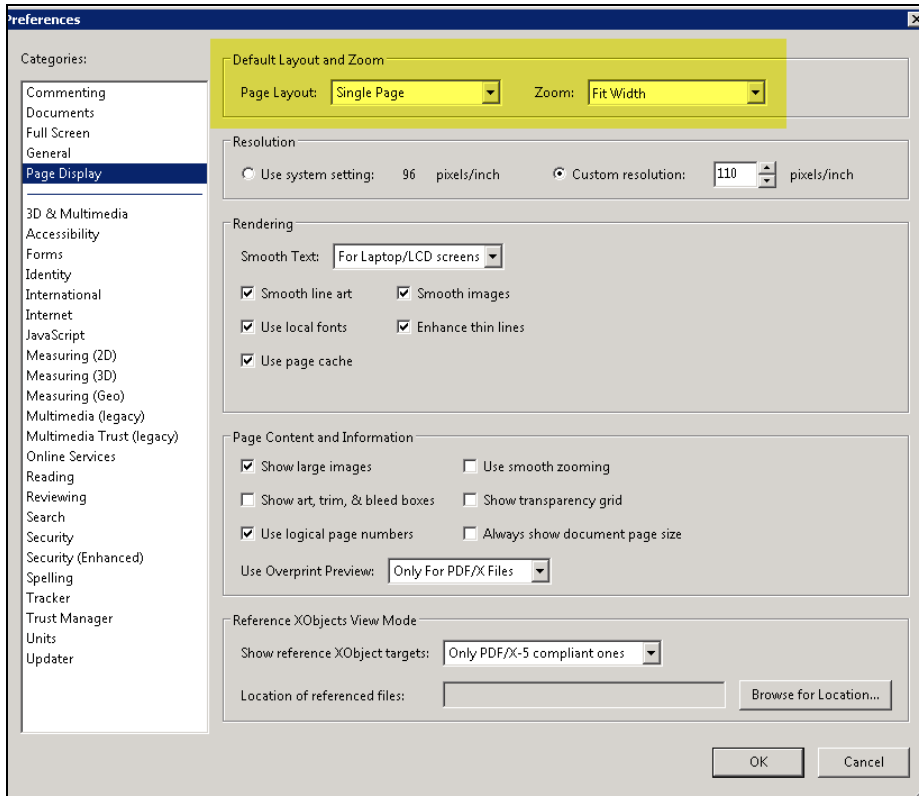 Preferences
Categories:
Commenting
Documents
Full Screen
General
Page Display
3D & Multimedia
Accessibility
Forms
Identity
International
Internet
JavaScript
Measuring (2D)
Measuring (3D)
Measuring (Geo)
Multimedia (legacy)
Multimedia Trust (legacy)
Online Services
Reading
Reviewing
Search
Security
Security (Enhanced)
Spelling
Tracker
Trust Manager
Units
Updater
Default Layout and Zoom
Page Layout: Single Page Zoom: Fit Width
Resolution
Use system setting: 96 pixels/inch Custom resolution: 110 pixels/inch
Rendering
Smooth Text: For Laptop/LCD screens
Smooth line art Smooth images
Use local fonts Enhance thin lines
Use page cache
Page Content and Information
Show large images Use smooth zooming
Show art, trim, & bleed boxes Show transparency grid
Use logical page numbers Always show document page size
Use Overprint Preview: Only For PDF/X Files
Reference XObjects View Mode
Show reference XObject targets: Only PDF/X-5 compliant ones
Location of referenced files: Browse for Location...
OK Cancel